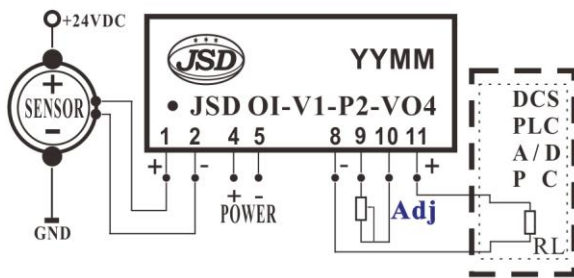 +24VDC
JSD
YYMM
+
SENSOR
-
• JSD OI-V1-P2-VO4
1 2 4 5 8 9 10 11
+ - - +
+ -
POWER
Adj
GND
DCS
PLC
A/D
P C
RL